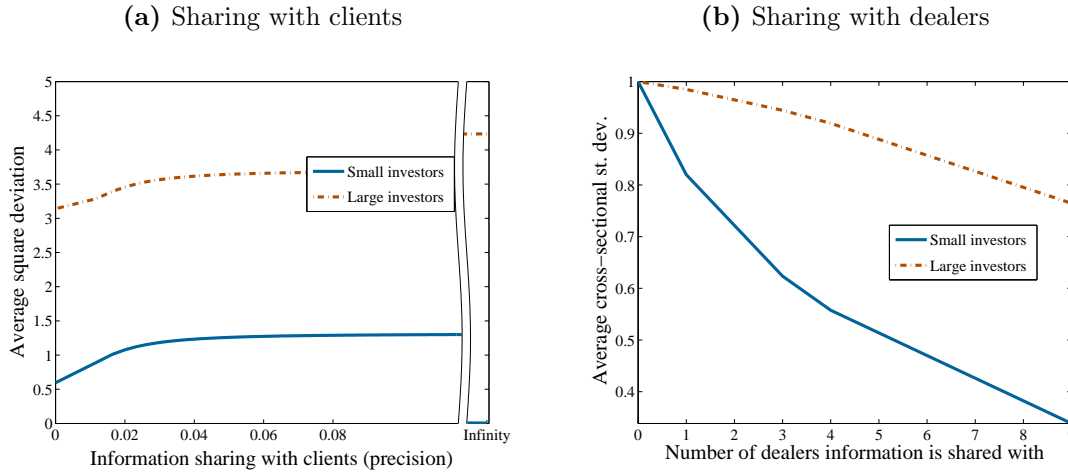 (a) Sharing with clients
Average square deviation
5
4.5
4
3.5
3
2.5
2
1.5
1
0.5
0
Small investors
Large investors
0 0.02 0.04 0.06 0.08 Infinity
Information sharing with clients (precision)
(b) Sharing with dealers
Average cross−sectional st. dev.
1
0.9
0.8
0.7
0.6
0.5
0.4
Small investors
Large investors
0 1 2 3 4 5 6 7 8 9
Number of dealers information is shared with